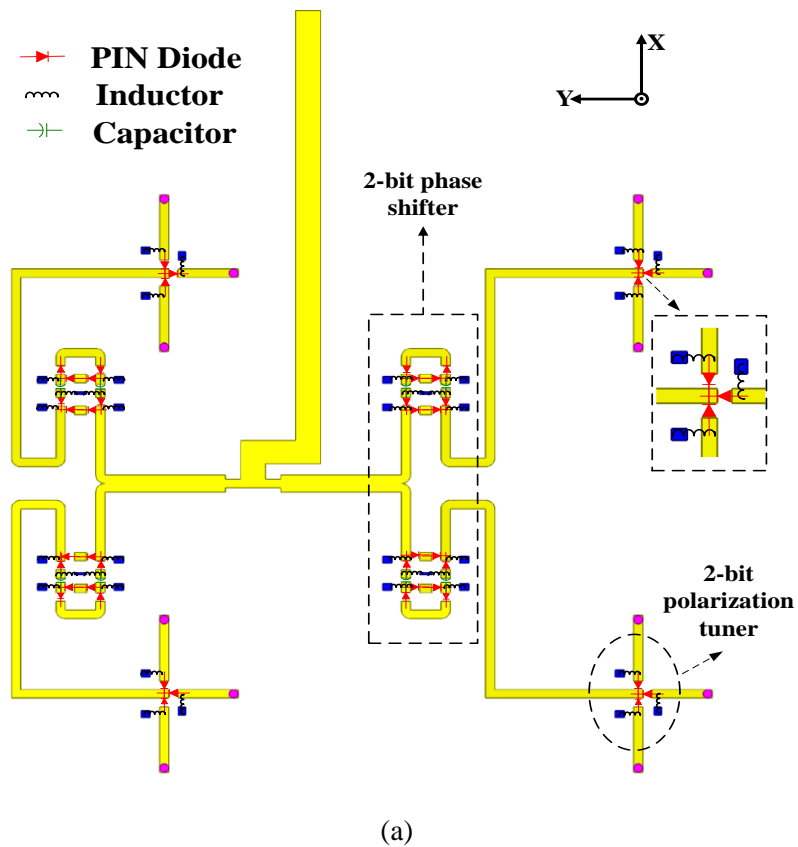 PIN Diode
Inductor
Capacitor
X
Y
2-bit phase
shifter
2-bit
polarization
tuner
(a)